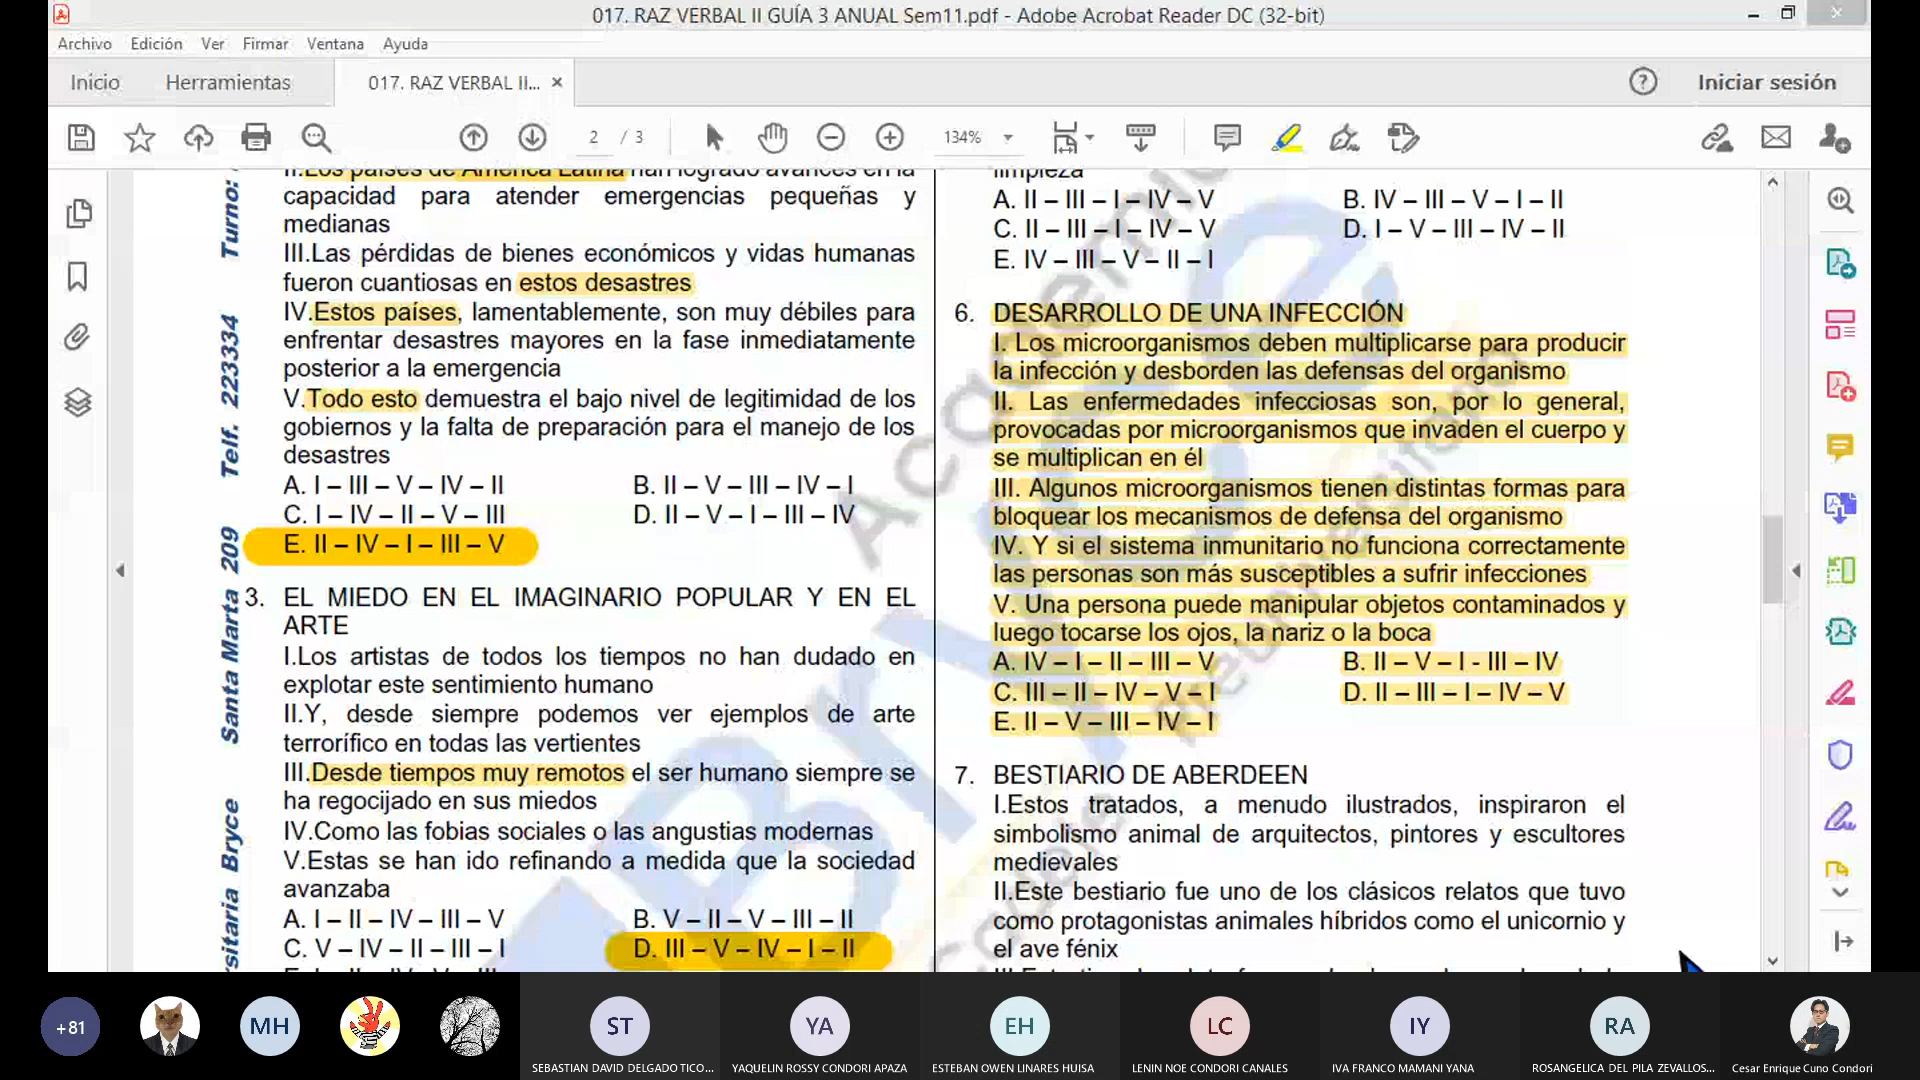 017. RAZ VERBAL II GUÍA 3 ANUAL Sem11.pdf - Adobe Acrobat Reader DC (32-bit)
Archivo Edición Ver Firmar Ventana Ayuda
Inicio Herramientas 017. RAZ VERBAL II... × Iniciar sesión
2 / 3 134%
Turno:
Telf. 223334
Santa Marta 209
sitaria Bryce
II.Los países de América Latina han logrado avances en la
capacidad para atender emergencias pequeñas y
medianas
III.Las pérdidas de bienes económicos y vidas humanas
fueron cuantiosas en estos desastres
IV.Estos países, lamentablemente, son muy débiles para
enfrentar desastres mayores en la fase inmediatamente
posterior a la emergencia
V.Todo esto demuestra el bajo nivel de legitimidad de los
gobiernos y la falta de preparación para el manejo de los
desastres
A. I – III – V – IV – II B. II – V – III – IV – I
C. I – IV – II – V – III D. II – V – I – III – IV
E. II – IV – I – III – V
3. EL MIEDO EN EL IMAGINARIO POPULAR Y EN EL
ARTE
I.Los artistas de todos los tiempos no han dudado en
explotar este sentimiento humano
II.Y, desde siempre podemos ver ejemplos de arte
terrorífico en todas las vertientes
III.Desde tiempos muy remotos el ser humano siempre se
ha regocijado en sus miedos
IV.Como las fobias sociales o las angustias modernas
V.Estas se han ido refinando a medida que la sociedad
avanzaba
A. I – II – IV – III – V B. V – II – V – III – II
C. V – IV – II – III – I D. III – V – IV – I – II
limpieza
A. II – III – I – IV – V B. IV – III – V – I – II
C. II – III – I – IV – V D. I – V – III – IV – II
E. IV – III – V – II – I
6. DESARROLLO DE UNA INFECCIÓN
I. Los microorganismos deben multiplicarse para producir
la infección y desborden las defensas del organismo
II. Las enfermedades infecciosas son, por lo general,
provocadas por microorganismos que invaden el cuerpo y
se multiplican en él
III. Algunos microorganismos tienen distintas formas para
bloquear los mecanismos de defensa del organismo
IV. Y si el sistema inmunitario no funciona correctamente
las personas son más susceptibles a sufrir infecciones
V. Una persona puede manipular objetos contaminados y
luego tocarse los ojos, la nariz o la boca
A. IV – I – II – III – V B. II – V – I - III – IV
C. III – II – IV – V – I D. II – III – I – IV – V
E. II – V – III – IV – I
7. BESTIARIO DE ABERDEEN
I.Estos tratados, a menudo ilustrados, inspiraron el
simbolismo animal de arquitectos, pintores y escultores
medievales
II.Este bestiario fue uno de los clásicos relatos que tuvo
como protagonistas animales híbridos como el unicornio y
el ave fénix
+81 MH ST YA EH LC IY RA
SEBASTIAN DAVID DELGADO TICO... YAQUELIN ROSSY CONDORI APAZA ESTEBAN OWEN LINARES HUISA LENIN NOE CONDORI CANALES IVA FRANCO MAMANI YANA ROSANGELICA DEL PILA ZEVALLOS... Cesar Enrique Cuno Condori